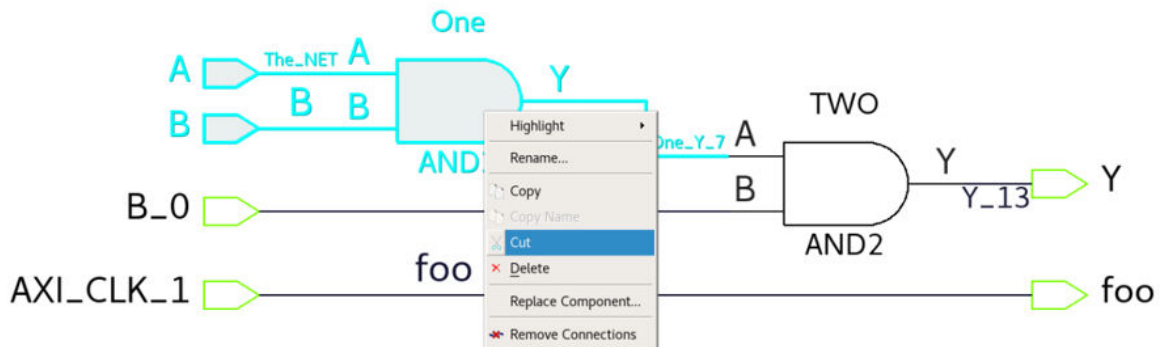 One
A
The_NET
A
B
B
B
Y
Highlight
Rename...
Copy
Copy Name
Cut
Delete
Replace Component...
Remove Connections
One_Y_7
A
B
TWO
AND2
Y
Y_13
Y
B_0
AXI_CLK_1
foo
foo